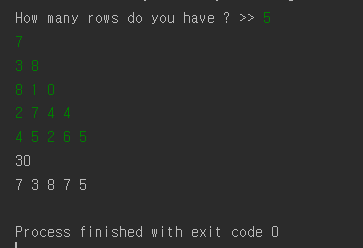 How many rows do you have ? >> 5
7
3 8
8 1 0
2 7 4 4
4 5 2 6 5
30
7 3 8 7 5
Process finished with exit code 0